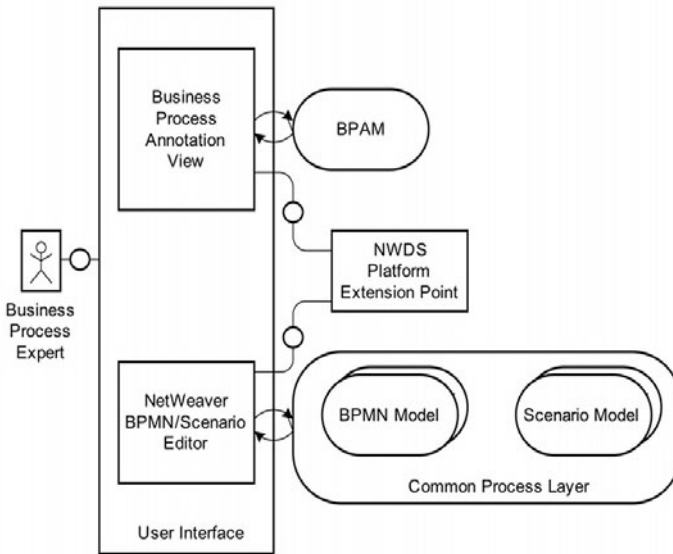 Business
Process
Annotation
View
BPAM
NWDS
Platform
Extension Point
Business
Process
Expert
NetWeaver
BPMN/Scenario
Editor
BPMN Model
Scenario Model
Common Process Layer
User Interface